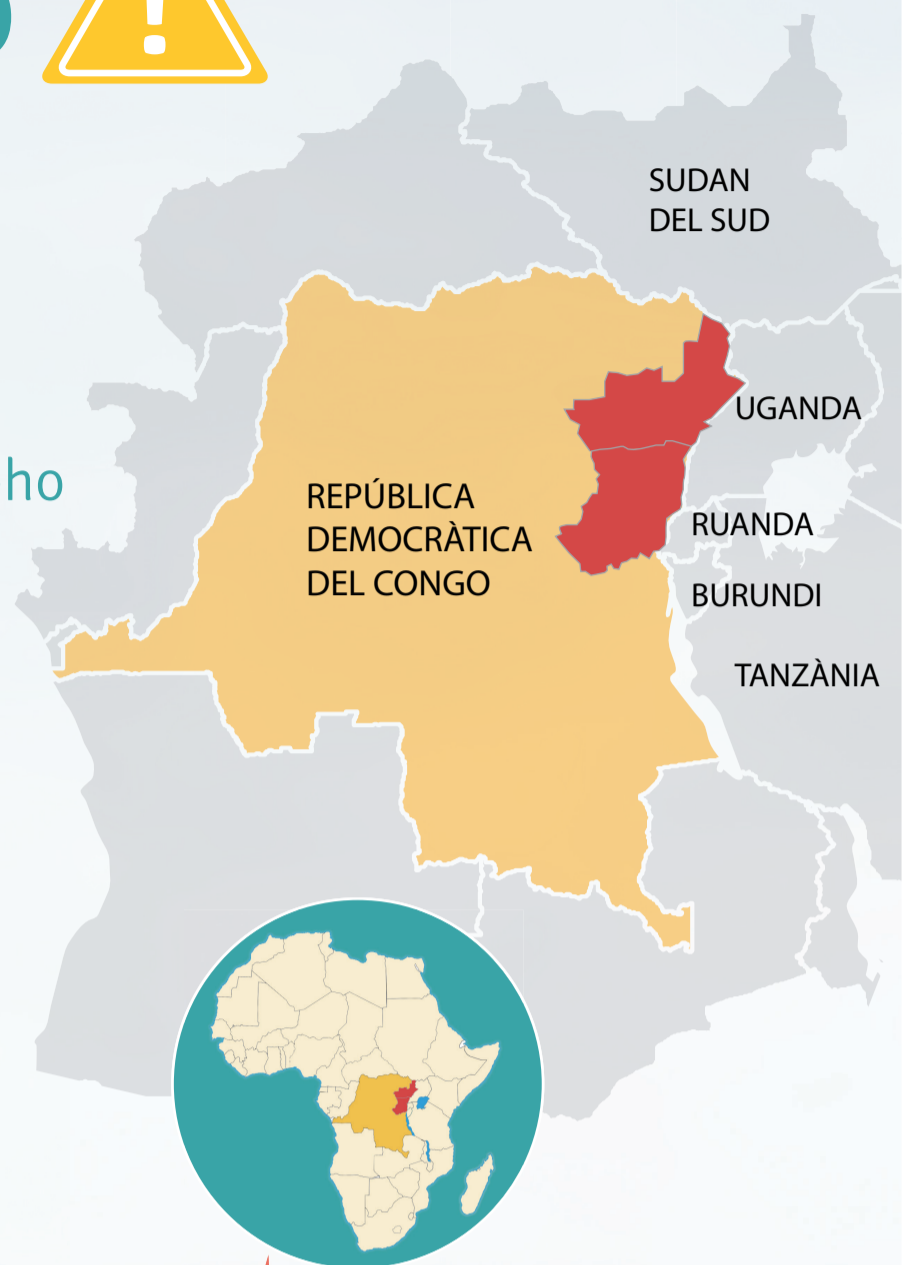 !
SUDAN
DEL SUD
UGANDA
ho
REPÚBLICA
DEMOCRÀTICA
DEL CONGO
RUANDA
BURUNDI
TANZÀNIA